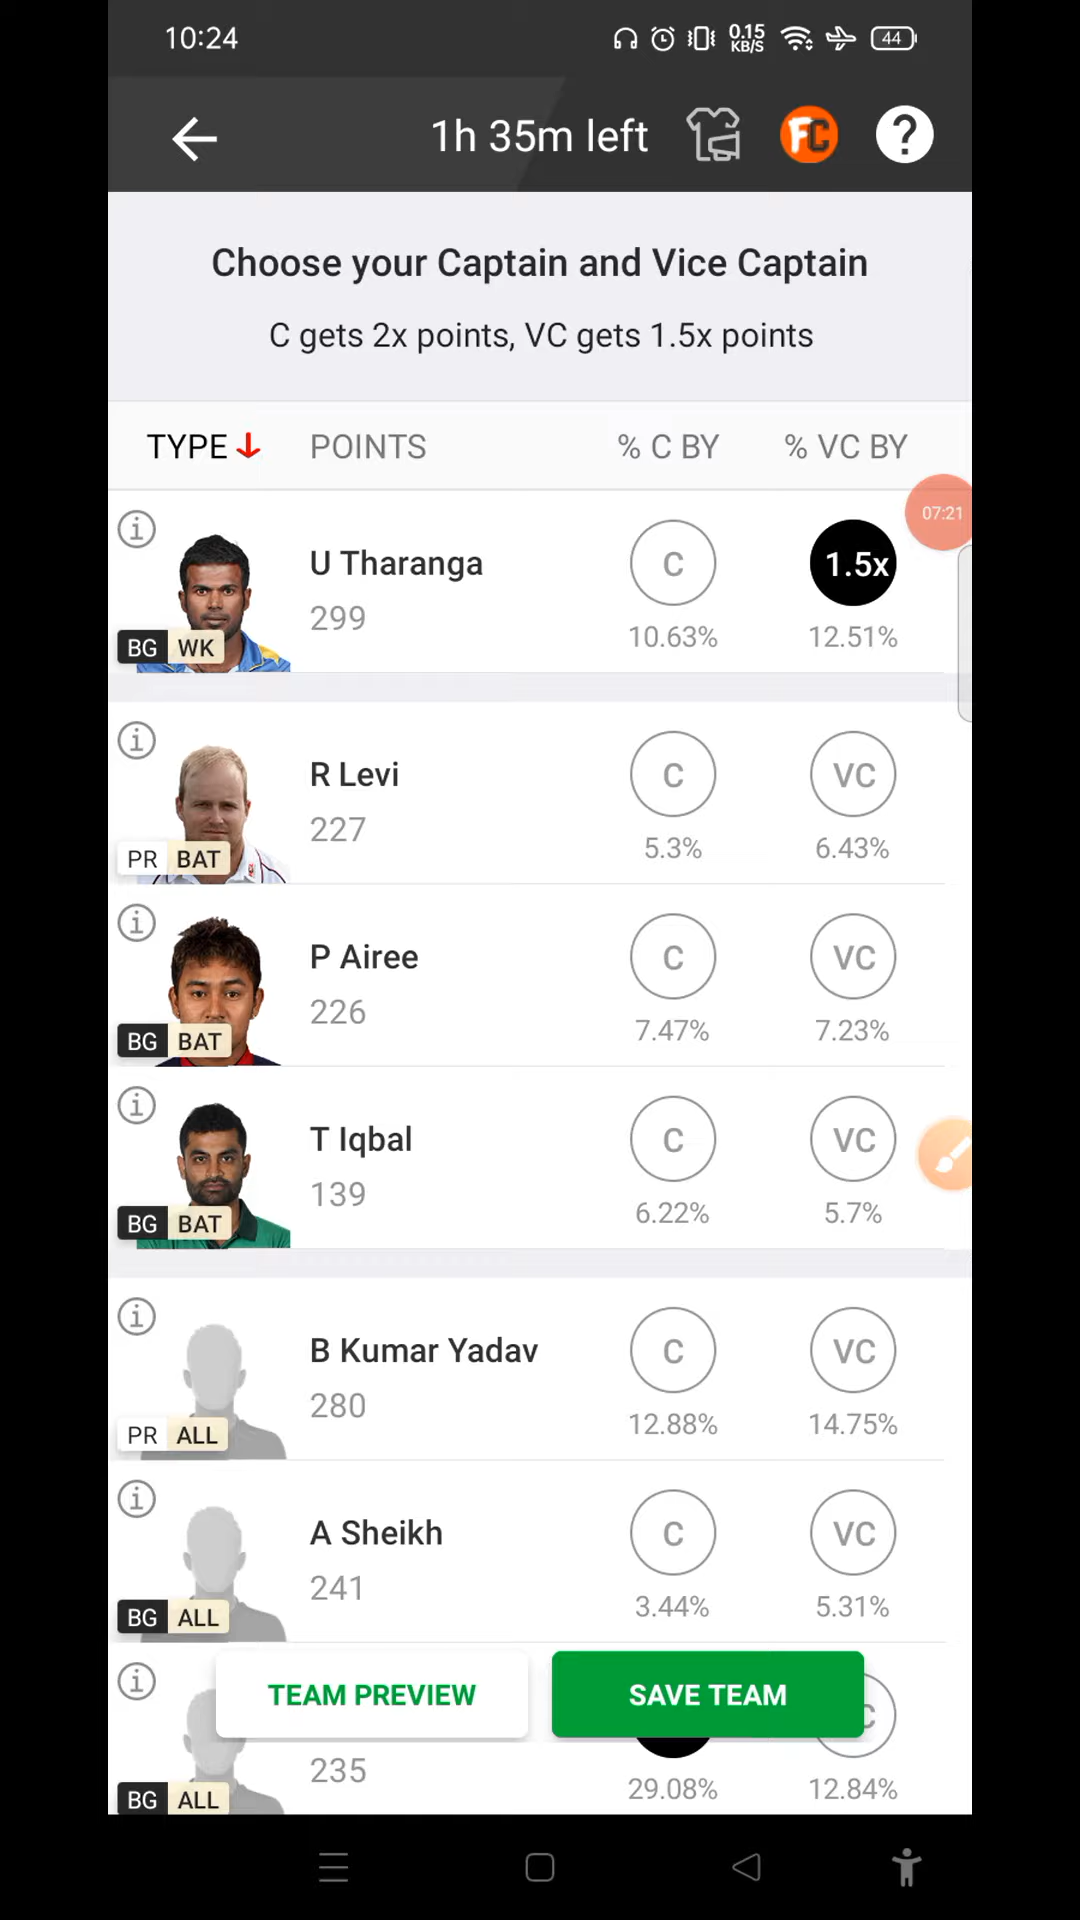 10:24
0.15
KB/S
44
1h 35m left
FC
?
Choose your Captain and Vice Captain
C gets 2x points, VC gets 1.5x points
TYPE POINTS % C BY % VC BY
07:21
U Tharanga
299
BG WK
C
10.63%
1.5x
12.51%
R Levi
227
PR BAT
C
5.3%
VC
6.43%
P Airee
226
BG BAT
C
7.47%
VC
7.23%
T Iqbal
139
BG BAT
C
6.22%
VC
5.7%
B Kumar Yadav
280
PR ALL
C
12.88%
VC
14.75%
A Sheikh
241
BG ALL
C
3.44%
VC
5.31%
TEAM PREVIEW
SAVE TEAM
235
BG ALL
29.08%
C
12.84%